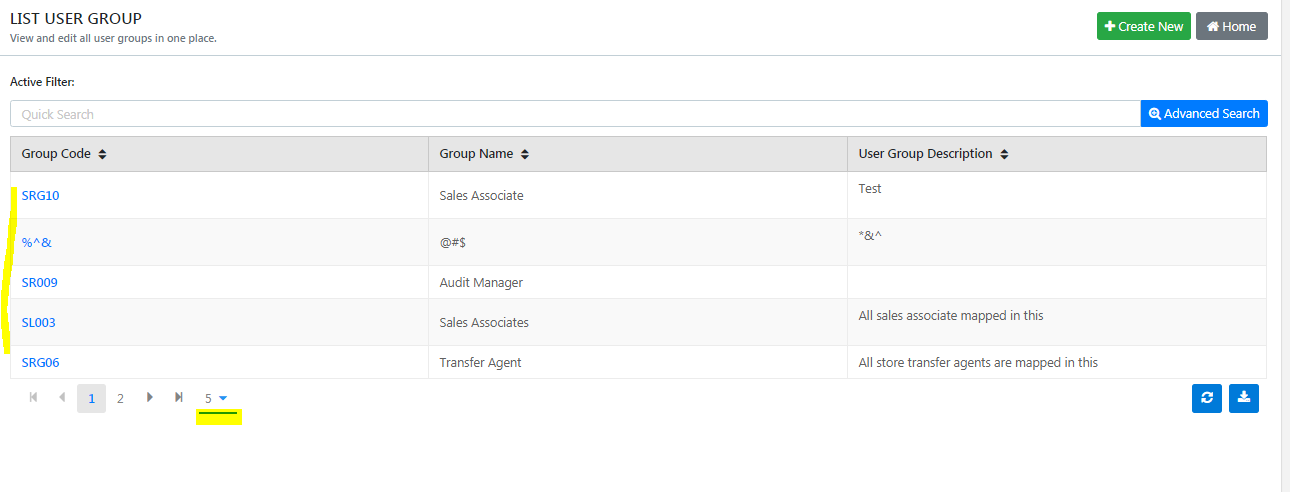 LIST USER GROUP
View and edit all user groups in one place.
Create New
Home
Active Filter:
Quick Search
Advanced Search
Group Code Group Name User Group Description
SRG10 Sales Associate Test
%^& @#$ *&^
SR009 Audit Manager
SL003 Sales Associates All sales associate mapped in this
SRG06 Transfer Agent All store transfer agents are mapped in this
1 2 5